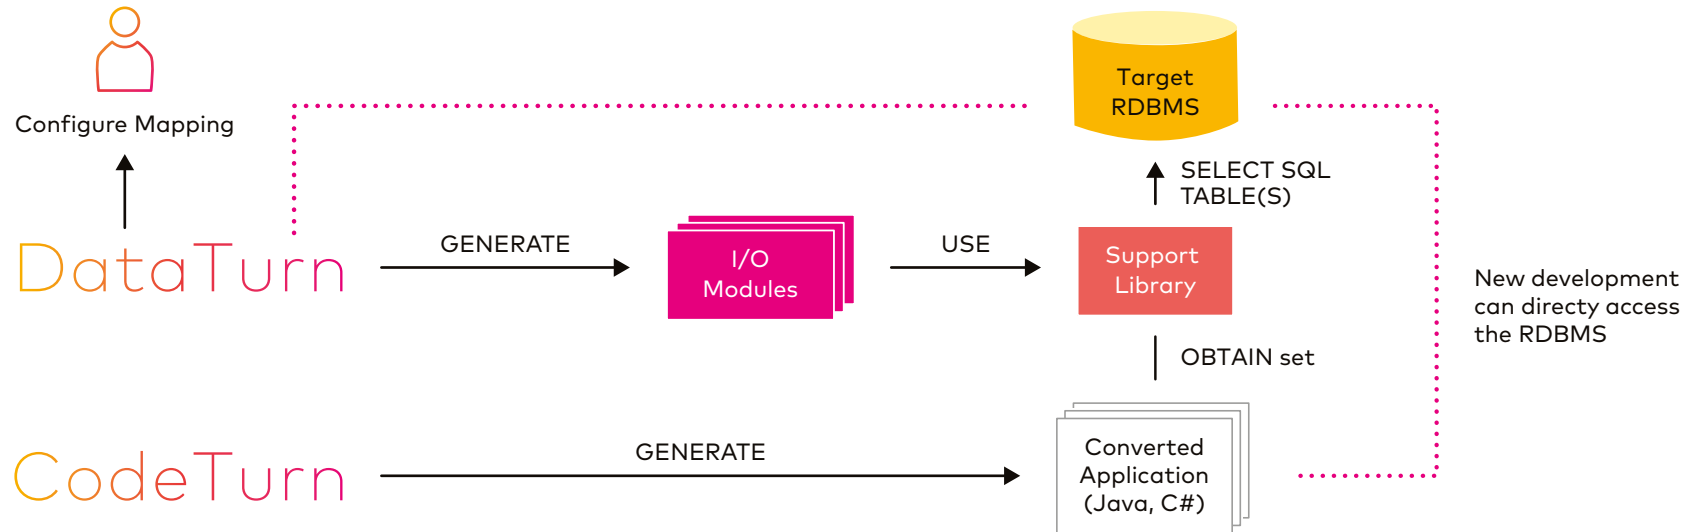 Configure Mapping
Target
RDBMS
SELECT SQL
TABLE(S)
DataTurn
GENERATE
I/O
Modules
USE
Support
Library
New development
can directy access
the RDBMS
OBTAIN set
CodeTurn
GENERATE
Converted
Application
(Java, C#)